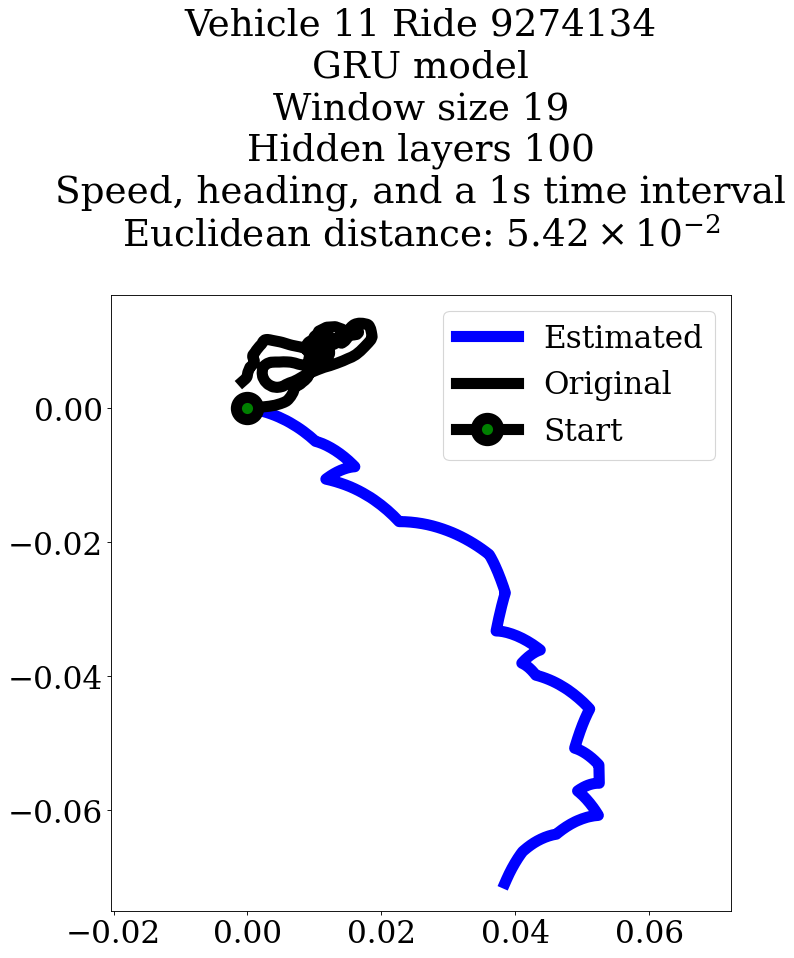 Vehicle 11 Ride 9274134
GRU model
Window size 19
Hidden layers 100
Speed, heading, and a 1s time interval
Euclidean distance: 5.42 × 10⁻²
Estimated
Original
Start
0.00
−0.02
−0.04
−0.06
−0.02 0.00 0.02 0.04 0.06